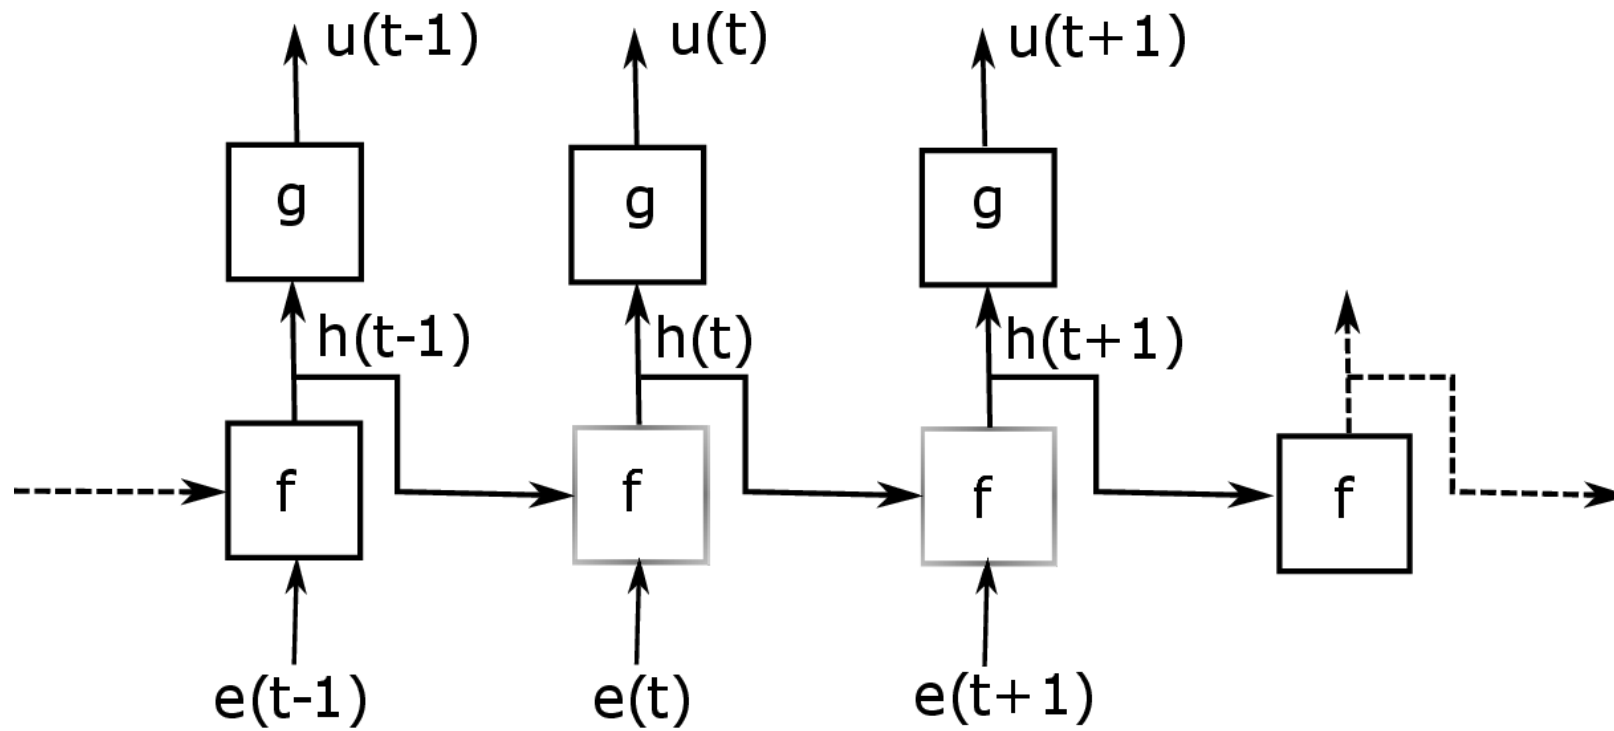 u(t-1) u(t) u(t+1)
g g g
h(t-1) h(t) h(t+1)
f f f f
e(t-1) e(t) e(t+1)